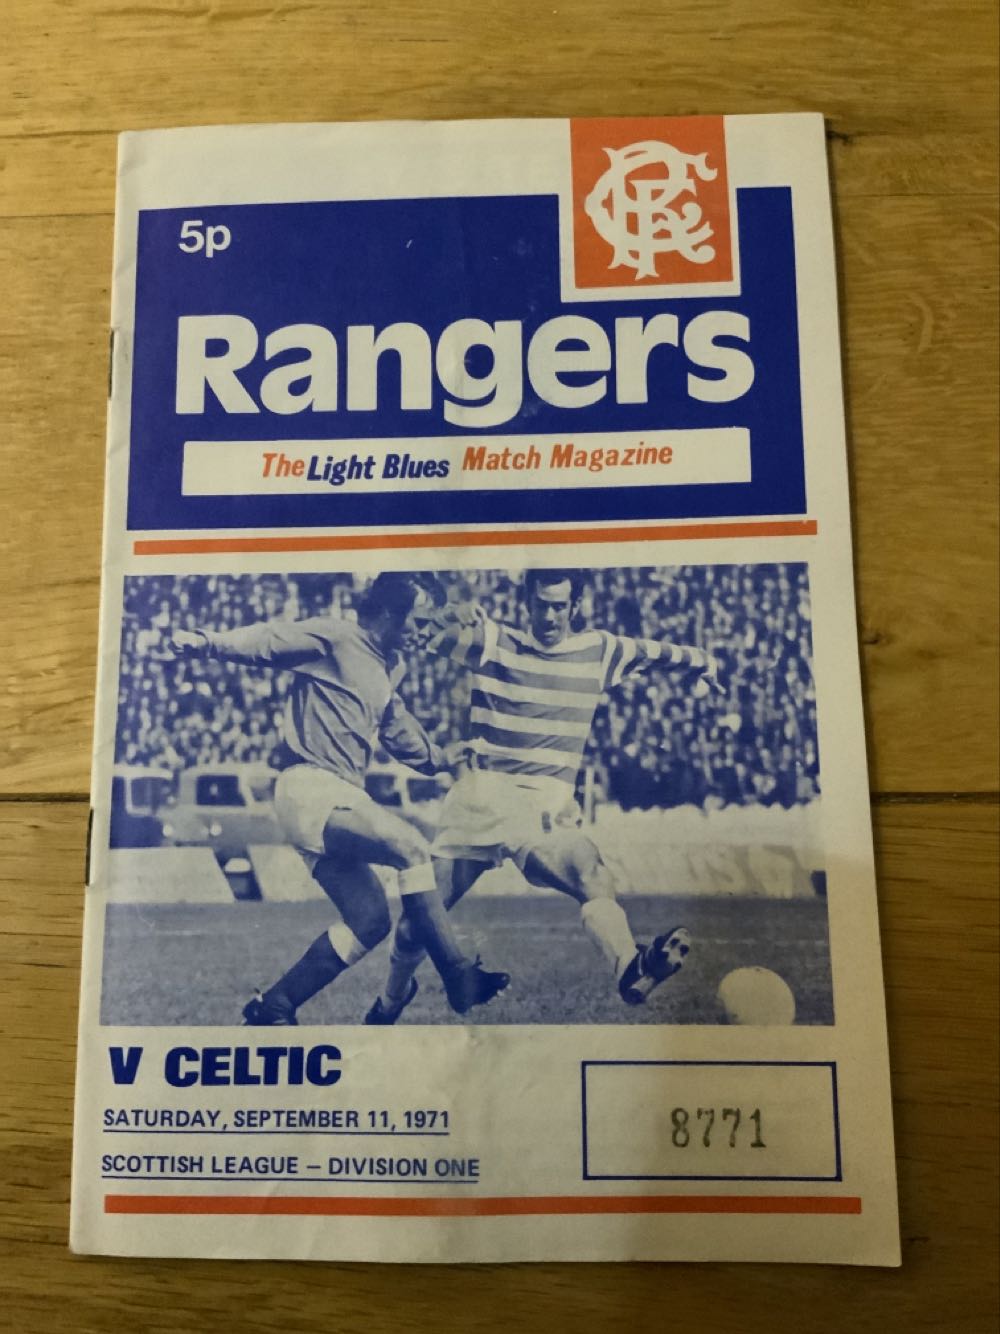 5p
Rangers
The Light Blues Match Magazine
V CELTIC
SATURDAY, SEPTEMBER 11, 1971
SCOTTISH LEAGUE – DIVISION ONE
8771